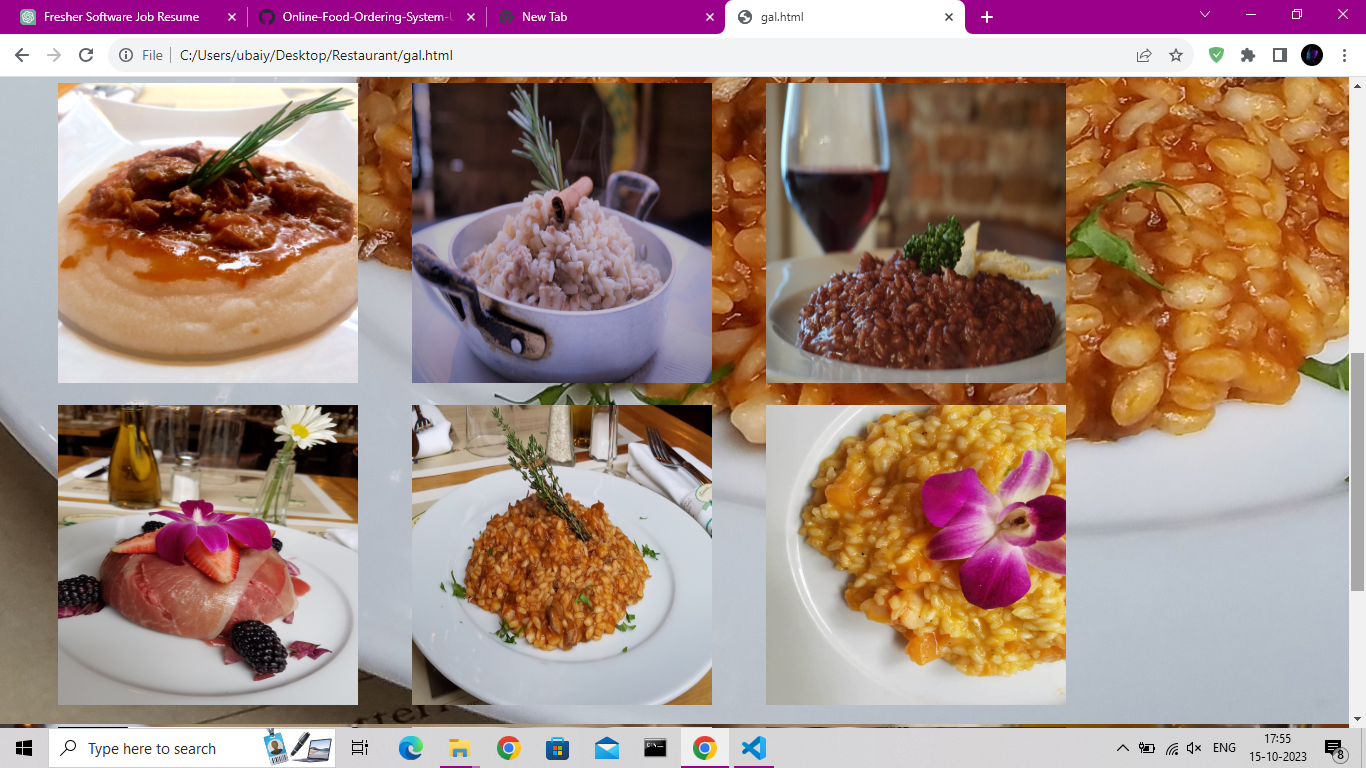 Fresher Software Job Resume
Online-Food-Ordering-System-U
New Tab
gal.html
File
C:/Users/ubaiy/Desktop/Restaurant/gal.html
Type here to search
ENG
17:55
15-10-2023
8